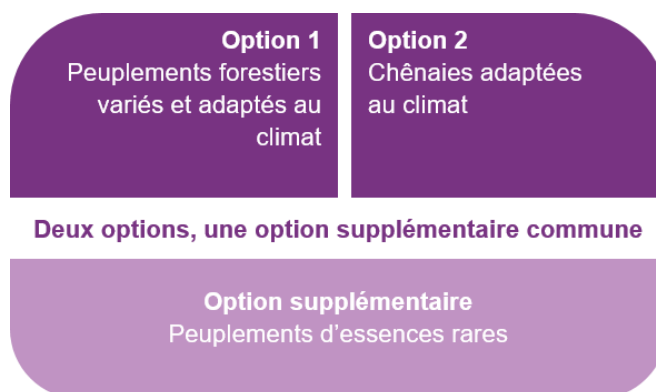 Option 1
Peuplements forestiers
variés et adaptés au
climat
Option 2
Chênaies adaptées
au climat
Deux options, une option supplémentaire commune
Option supplémentaire
Peuplements d'essences rares